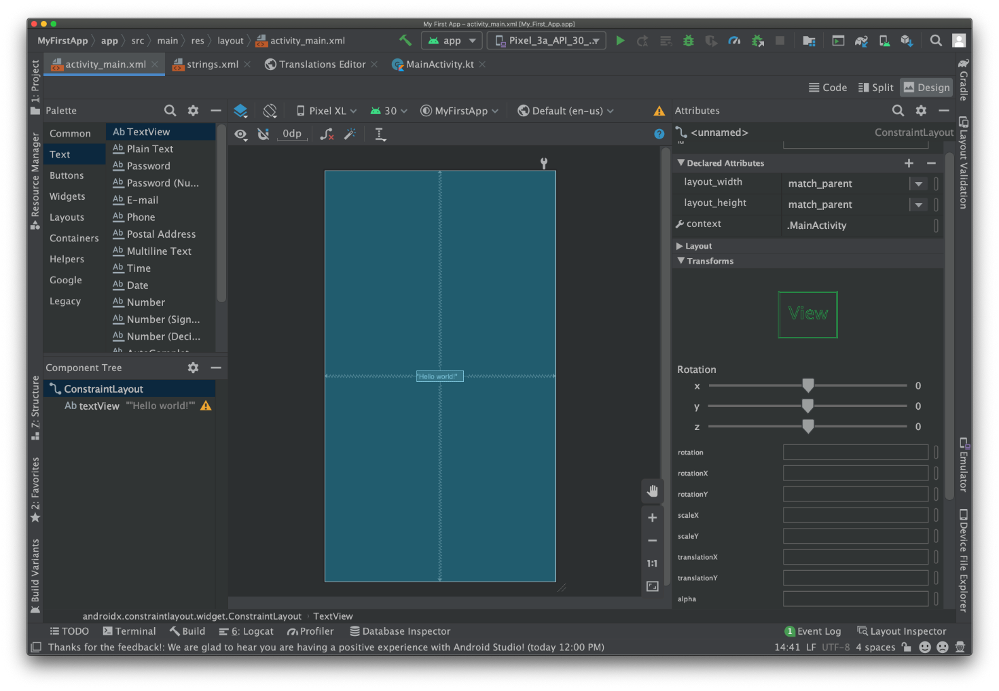 My First App – activity_main.xml [My_First_App.app]
MyFirstApp app src main res layout activity_main.xml app Pixel_3a_API_30_...
activity_main.xml strings.xml Translations Editor MainActivity.kt
Code Split Design
Palette
Common
Text
Buttons
Widgets
Layouts
Containers
Helpers
Google
Legacy
Ab TextView
Ab Plain Text
Ab Password
Ab Password (Nu...
Ab E-mail
Ab Phone
Ab Postal Address
Ab Multiline Text
Ab Time
Ab Date
Ab Number
Ab Number (Sign...
Ab Number (Deci...
Ab AutoComplet
Component Tree
ConstraintLayout
Ab textView ""Hello world!""
Pixel XL 30 MyFirstApp Default (en-us)
0dp
"Hello world!"
1:1
Attributes
<unnamed> ConstraintLayout
id
Declared Attributes
layout_width match_parent
layout_height match_parent
context .MainActivity
Layout
Transforms
View
Rotation
x 0
y 0
z 0
rotation
rotationX
rotationY
scaleX
scaleY
translationX
translationY
alpha
1: Project
Resource Manager
Z: Structure
2: Favorites
Build Variants
Gradle
Layout Validation
Emulator
Device File Explorer
androidx.constraintlayout.widget.ConstraintLayout TextView
TODO Terminal Build 6: Logcat Profiler Database Inspector 1 Event Log Layout Inspector
Thanks for the feedback!: We are glad to hear you are having a positive experience with Android Studio! (today 12:00 PM) 14:41 LF UTF-8 4 spaces